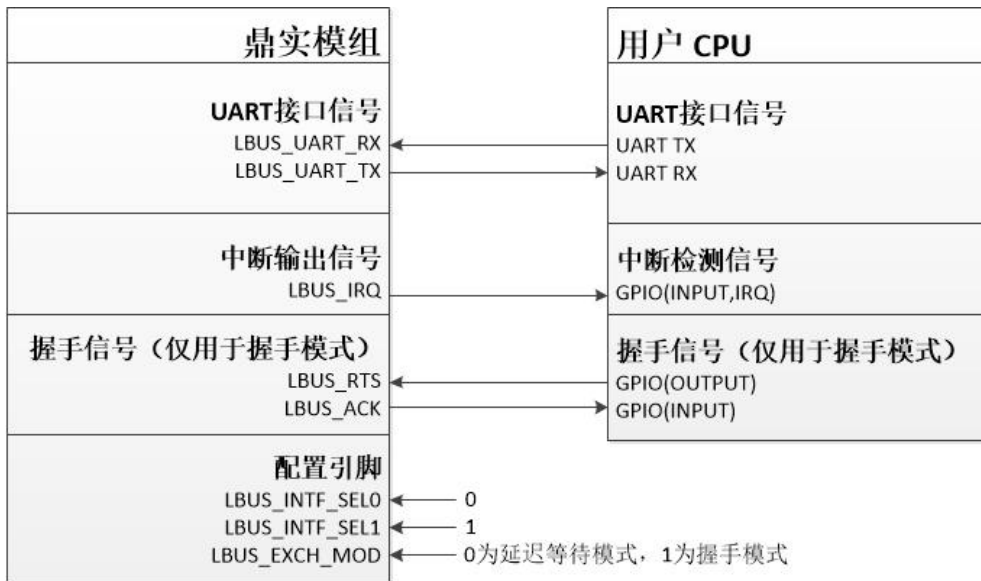 鼎实模组
UART接口信号
LBUS_UART_RX
LBUS_UART_TX
中断输出信号
LBUS_IRQ
握手信号（仅用于握手模式）
LBUS_RTS
LBUS_ACK
配置引脚
LBUS_INTF_SEL0
0
LBUS_INTF_SEL1
1
LBUS_EXCH_MOD
0为延迟等待模式，1为握手模式
用户 CPU
UART接口信号
UART TX
UART RX
中断检测信号
GPIO(INPUT,IRQ)
握手信号（仅用于握手模式）
GPIO(OUTPUT)
GPIO(INPUT)